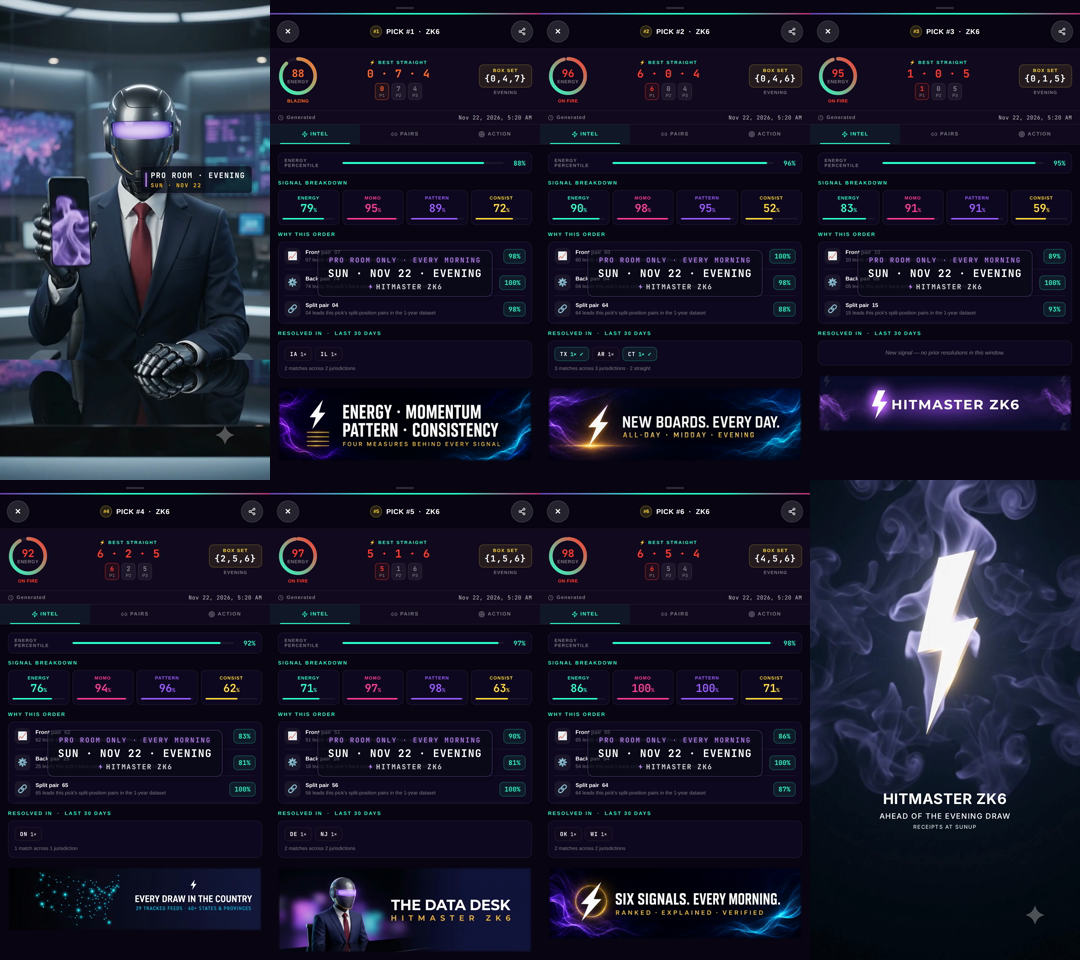 PRO ROOM · EVENING
SUN · NOV 22
PICK #1 · ZK6
#1
88
ENERGY
BLAZING
⚡ BEST STRAIGHT
0 · 7 · 4
0 7 4
P1 P2 P3
BOX SET
{0,4,7}
EVENING
Generated
Nov 22, 2026, 5:20 AM
INTEL
PAIRS
ACTION
ENERGY PERCENTILE
88%
SIGNAL BREAKDOWN
ENERGY
79%
MOMO
95%
PATTERN
89%
CONSIST
72%
WHY THIS ORDER
Front
98%
PRO ROOM ONLY · EVERY MORNING
SUN · NOV 22 · EVENING
HITMASTER ZK6
Back
100%
Split pair 04
04 leads this pick's split-position pairs in the 1-year dataset
98%
RESOLVED IN · LAST 30 DAYS
IA 1×
IL 1×
2 matches across 2 jurisdictions
ENERGY · MOMENTUM
PATTERN · CONSISTENCY
FOUR MEASURES BEHIND EVERY SIGNAL
#2
PICK #2 · ZK6
96
ENERGY
ON FIRE
⚡ BEST STRAIGHT
6 · 0 · 4
6 0 4
P1 P2 P3
BOX SET
{0,4,6}
EVENING
Generated
Nov 22, 2026, 5:20 AM
INTEL
PAIRS
ACTION
ENERGY PERCENTILE
96%
SIGNAL BREAKDOWN
ENERGY
90%
MOMO
98%
PATTERN
95%
CONSIST
52%
WHY THIS ORDER
Front
100%
PRO ROOM ONLY · EVERY MORNING
SUN · NOV 22 · EVENING
HITMASTER ZK6
Back
98%
Split pair 64
64 leads this pick's split-position pairs in the 1-year dataset
88%
RESOLVED IN · LAST 30 DAYS
TX 1× ✓
AR 1×
CT 1× ✓
3 matches across 3 jurisdictions · 2 straight
NEW BOARDS. EVERY DAY.
ALL-DAY · MIDDAY · EVENING
#3
PICK #3 · ZK6
95
ENERGY
ON FIRE
⚡ BEST STRAIGHT
1 · 0 · 5
1 0 5
P1 P2 P3
BOX SET
{0,1,5}
EVENING
Generated
Nov 22, 2026, 5:20 AM
INTEL
PAIRS
ACTION
ENERGY PERCENTILE
95%
SIGNAL BREAKDOWN
ENERGY
83%
MOMO
91%
PATTERN
91%
CONSIST
59%
WHY THIS ORDER
Front
89%
PRO ROOM ONLY · EVERY MORNING
SUN · NOV 22 · EVENING
HITMASTER ZK6
Back
100%
Split pair 15
15 leads this pick's split-position pairs in the 1-year dataset
93%
RESOLVED IN · LAST 30 DAYS
New signal — no prior resolutions in this window.
HITMASTER ZK6
#4
PICK #4 · ZK6
92
ENERGY
ON FIRE
⚡ BEST STRAIGHT
6 · 2 · 5
6 2 5
P1 P2 P3
BOX SET
{2,5,6}
EVENING
Generated
Nov 22, 2026, 5:20 AM
INTEL
PAIRS
ACTION
ENERGY PERCENTILE
92%
SIGNAL BREAKDOWN
ENERGY
76%
MOMO
94%
PATTERN
96%
CONSIST
62%
WHY THIS ORDER
Front
83%
PRO ROOM ONLY · EVERY MORNING
SUN · NOV 22 · EVENING
HITMASTER ZK6
Back
81%
Split pair 65
65 leads this pick's split-position pairs in the 1-year dataset
100%
RESOLVED IN · LAST 30 DAYS
ON 1×
1 match across 1 jurisdiction
EVERY DRAW IN THE COUNTRY
39 TRACKED FEEDS · 40+ STATES & PROVINCES
#5
PICK #5 · ZK6
97
ENERGY
ON FIRE
⚡ BEST STRAIGHT
5 · 1 · 6
5 1 6
P1 P2 P3
BOX SET
{1,5,6}
EVENING
Generated
Nov 22, 2026, 5:20 AM
INTEL
PAIRS
ACTION
ENERGY PERCENTILE
97%
SIGNAL BREAKDOWN
ENERGY
71%
MOMO
97%
PATTERN
98%
CONSIST
63%
WHY THIS ORDER
Front
90%
PRO ROOM ONLY · EVERY MORNING
SUN · NOV 22 · EVENING
HITMASTER ZK6
Back
81%
Split pair 56
56 leads this pick's split-position pairs in the 1-year dataset
100%
RESOLVED IN · LAST 30 DAYS
DE 1×
NJ 1×
2 matches across 2 jurisdictions
THE DATA DESK
HITMASTER ZK6
#6
PICK #6 · ZK6
98
ENERGY
ON FIRE
⚡ BEST STRAIGHT
6 · 5 · 4
6 5 4
P1 P2 P3
BOX SET
{4,5,6}
EVENING
Generated
Nov 22, 2026, 5:20 AM
INTEL
PAIRS
ACTION
ENERGY PERCENTILE
98%
SIGNAL BREAKDOWN
ENERGY
86%
MOMO
100%
PATTERN
100%
CONSIST
71%
WHY THIS ORDER
Front
86%
PRO ROOM ONLY · EVERY MORNING
SUN · NOV 22 · EVENING
HITMASTER ZK6
Back
100%
Split pair 64
64 leads this pick's split-position pairs in the 1-year dataset
87%
RESOLVED IN · LAST 30 DAYS
OK 1×
WI 1×
2 matches across 2 jurisdictions
SIX SIGNALS. EVERY MORNING.
RANKED · EXPLAINED · VERIFIED
HITMASTER ZK6
AHEAD OF THE EVENING DRAW
RECEIPTS AT SUNUP